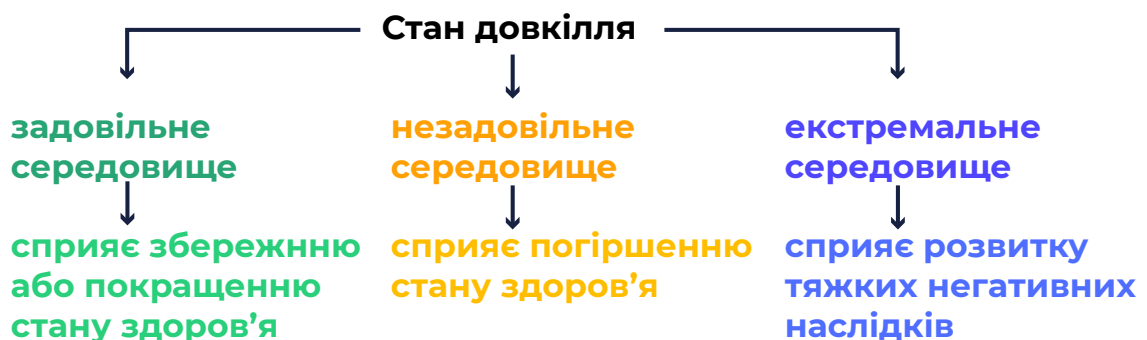 Стан довкілля
задовільне
середовище
сприяє збережнню
або покращенню
стану здоров’я
незадовільне
середовище
сприяє погіршенню
стану здоров’я
екстремальне
середовище
сприяє розвитку
тяжких негативних
наслідків